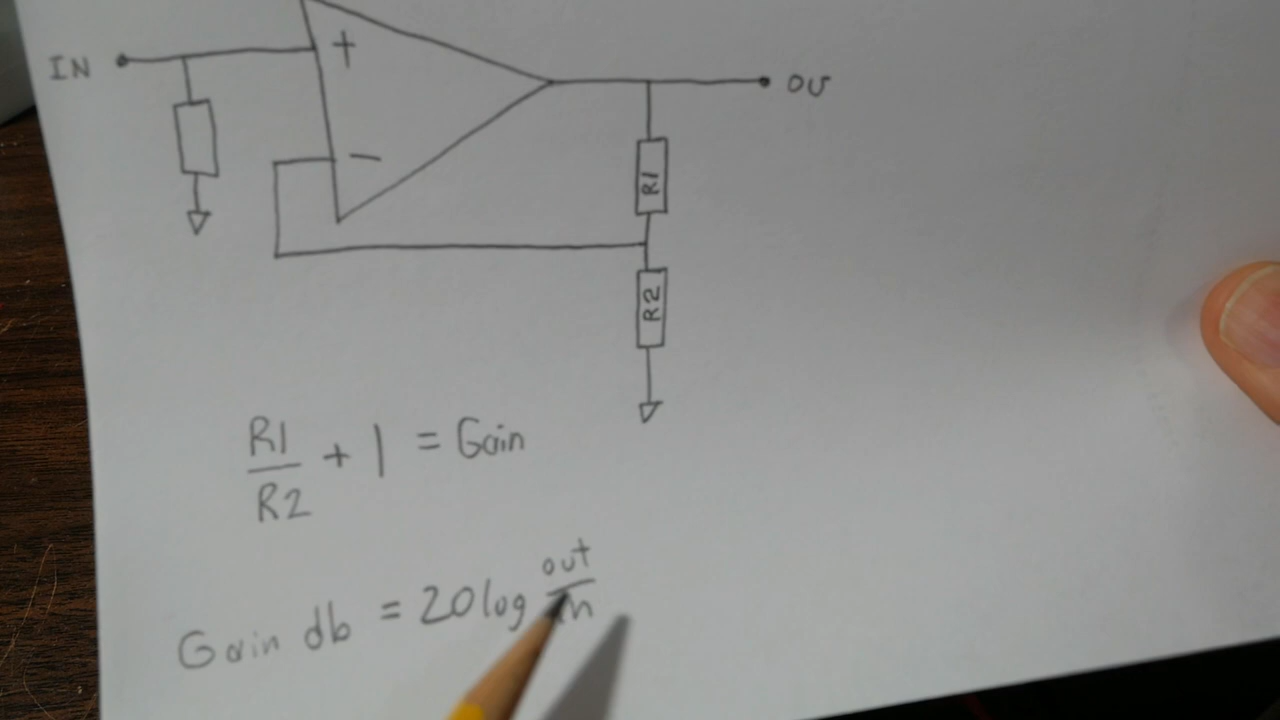 IN
+
OU
−
R1
R2
R1/R2 + 1 = Gain
Gain db = 20log out/in